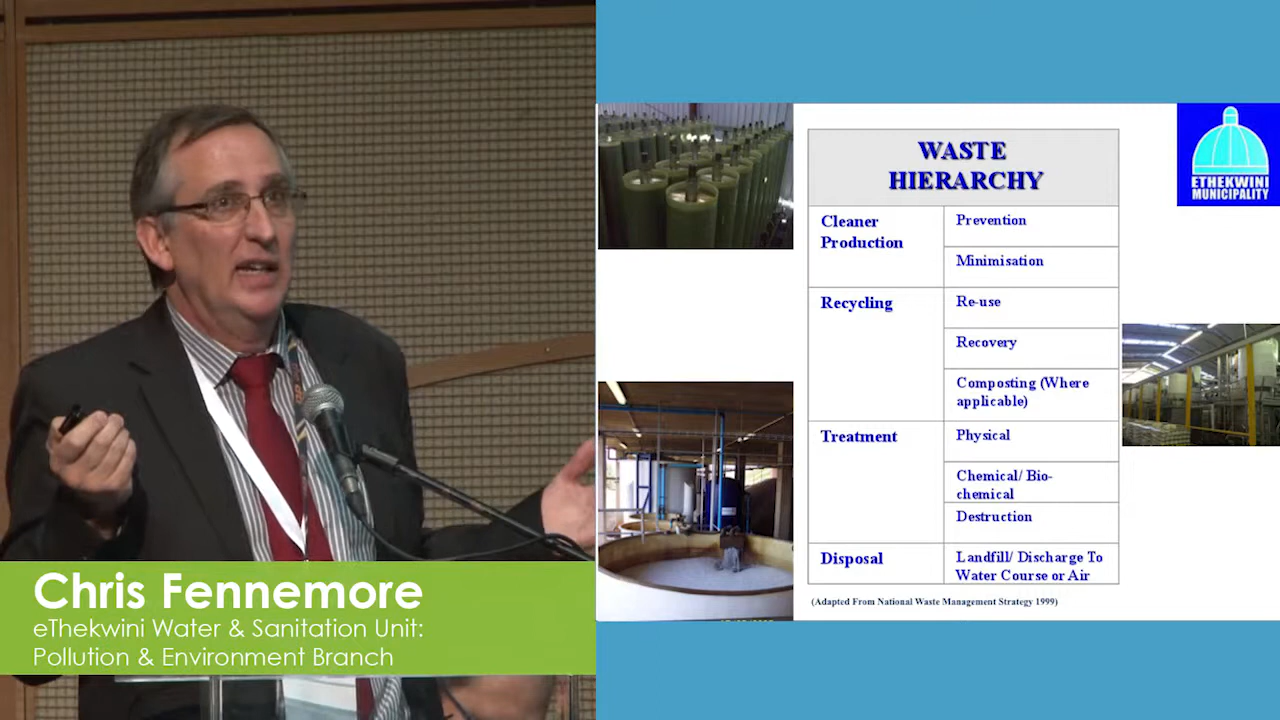 Chris Fennemore
eThekwini Water & Sanitation Unit:
Pollution & Environment Branch
WASTE
HIERARCHY
Cleaner
Production
Prevention
Minimisation
Recycling
Re-use
Recovery
Composting (Where
applicable)
Treatment
Physical
Chemical/ Bio-
chemical
Destruction
Disposal
Landfill/ Discharge To
Water Course or Air
(Adapted From National Waste Management Strategy 1999)
ETHEKWINI
MUNICIPALITY